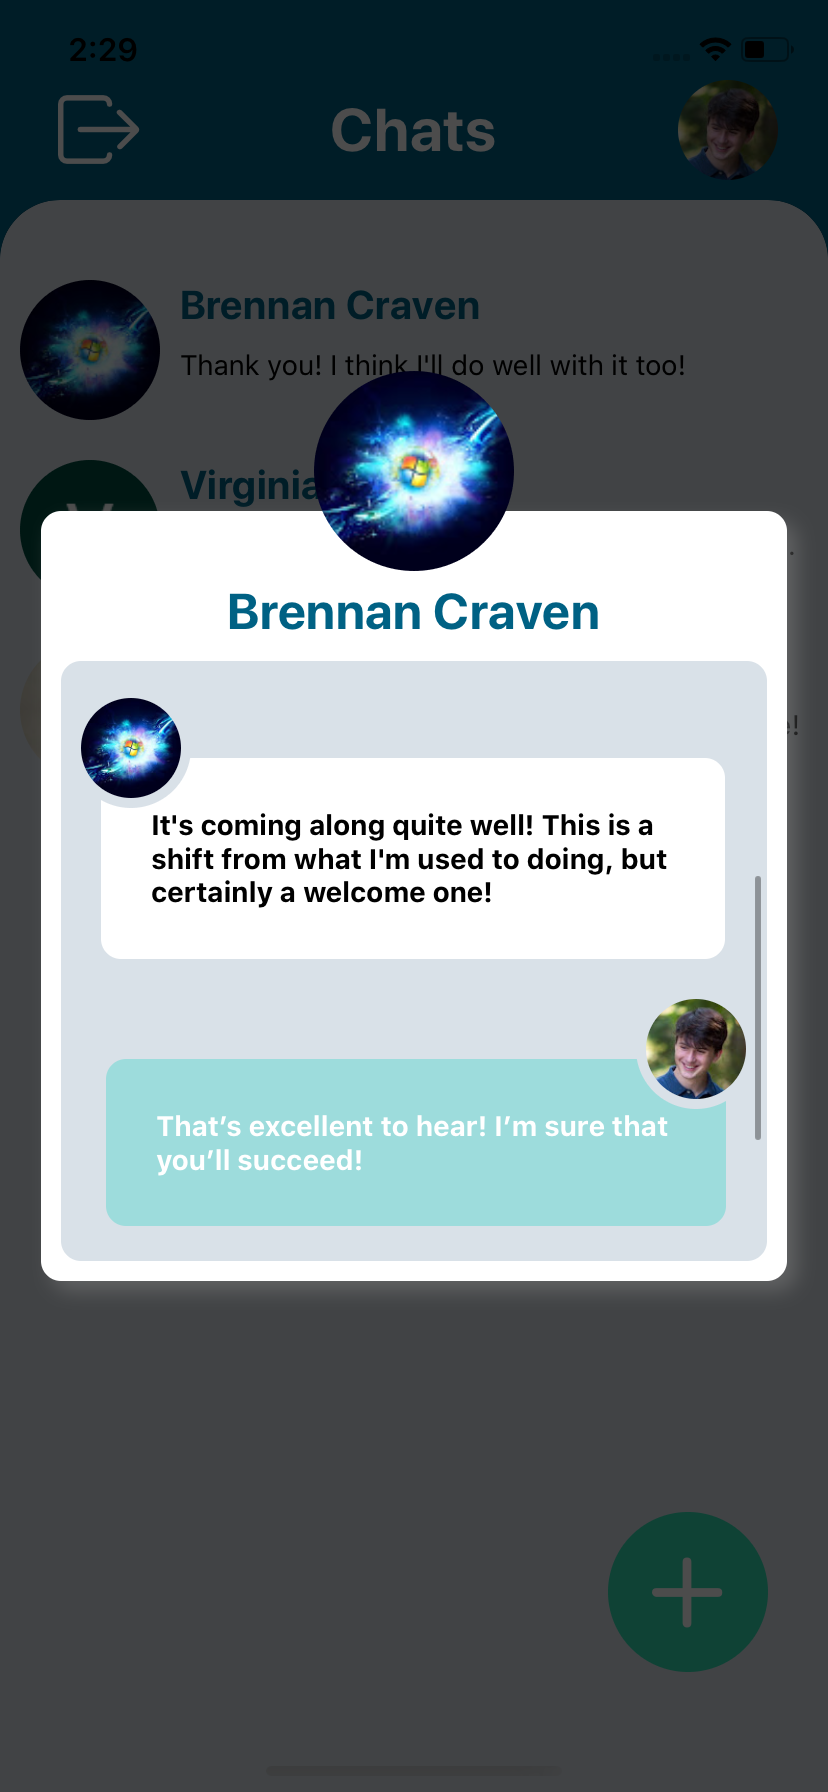 2:29
Chats
Brennan Craven
Thank you! I think I'll do well with it too!
Virginia
Brennan Craven
It's coming along quite well! This is a
shift from what I'm used to doing, but
certainly a welcome one!
That’s excellent to hear! I’m sure that
you’ll succeed!